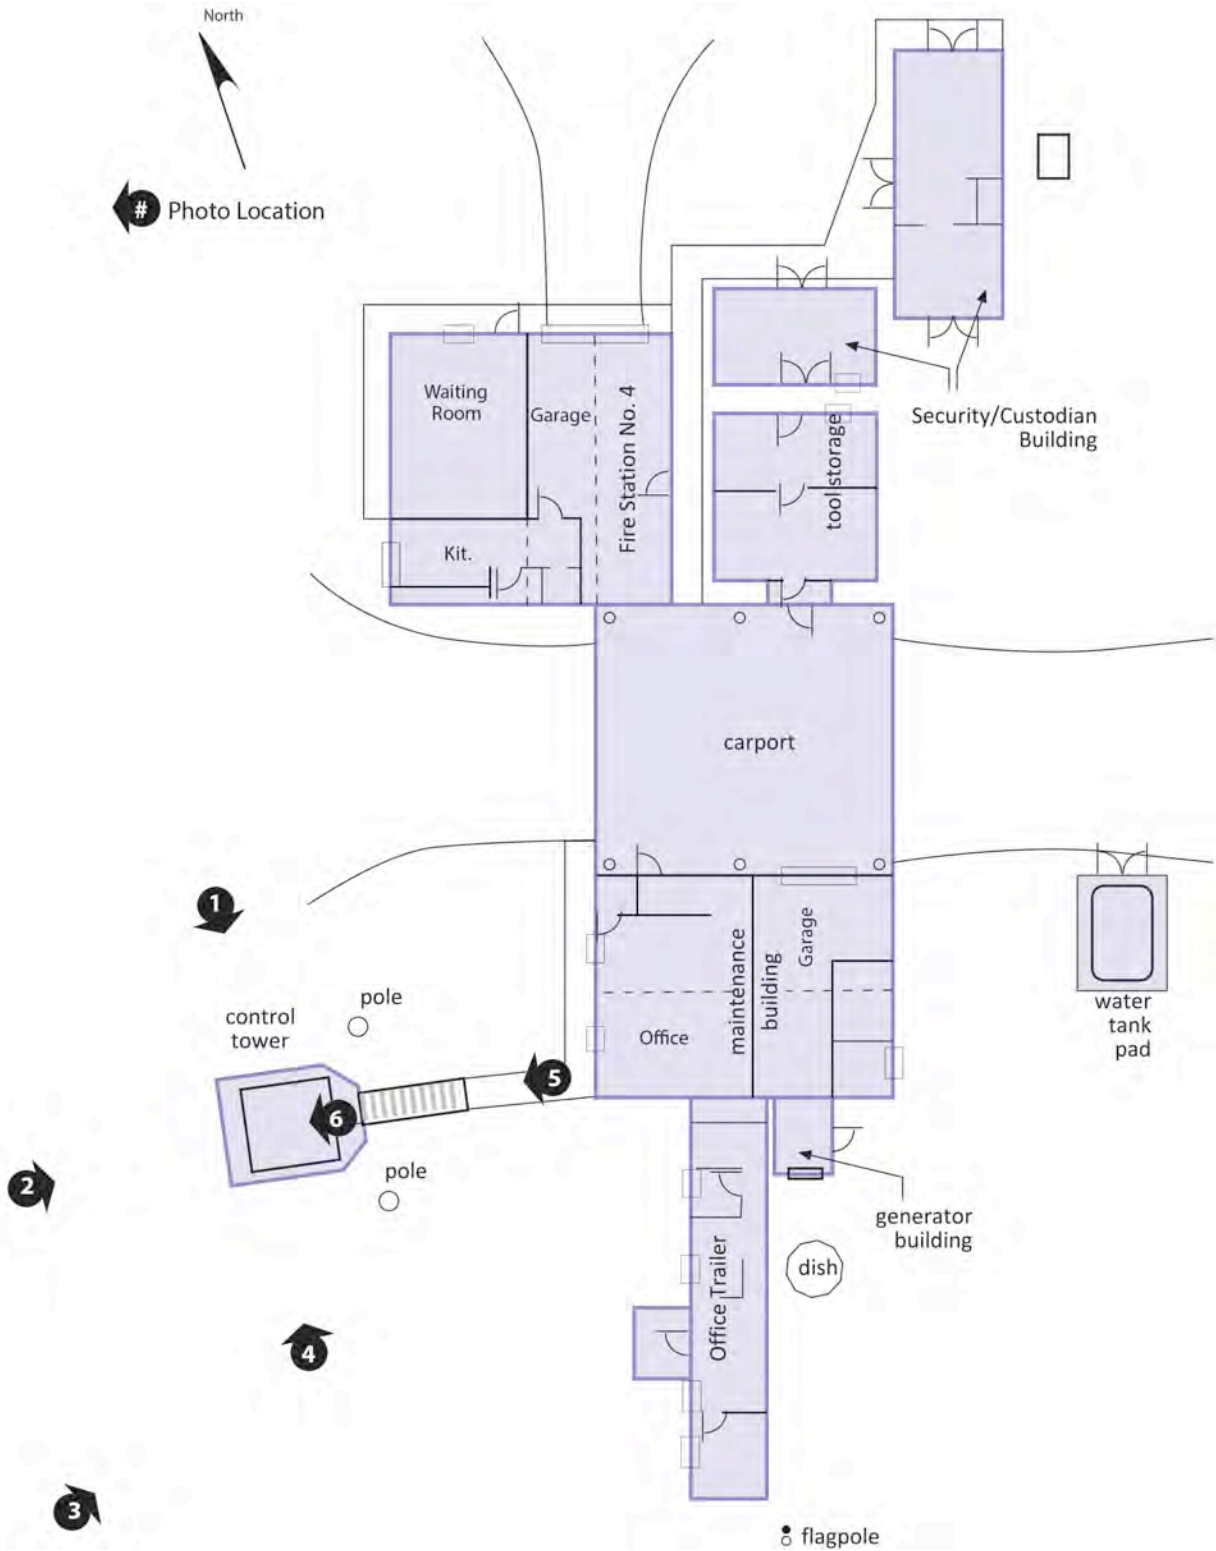 North
# Photo Location
Waiting
Room
Garage
Fire Station No. 4
Kit.
tool storage
Security/Custodian
Building
carport
1
pole
control
tower
maintenance
building
Garage
Office
water
tank
pad
5
6
2
pole
generator
building
Office Trailer
dish
4
3
flagpole